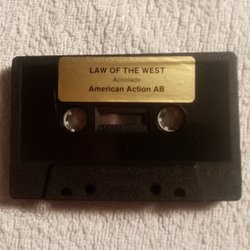 LAW OF THE WEST
Accolade
American Action AB